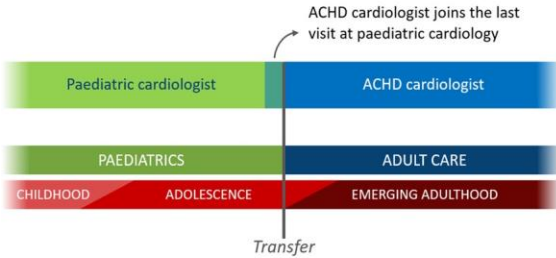 ACHD cardiologist joins the last
visit at paediatric cardiology
Paediatric cardiologist
ACHD cardiologist
PAEDIATRICS
ADULT CARE
CHILDHOOD
ADOLESCENCE
EMERGING ADULTHOOD
Transfer